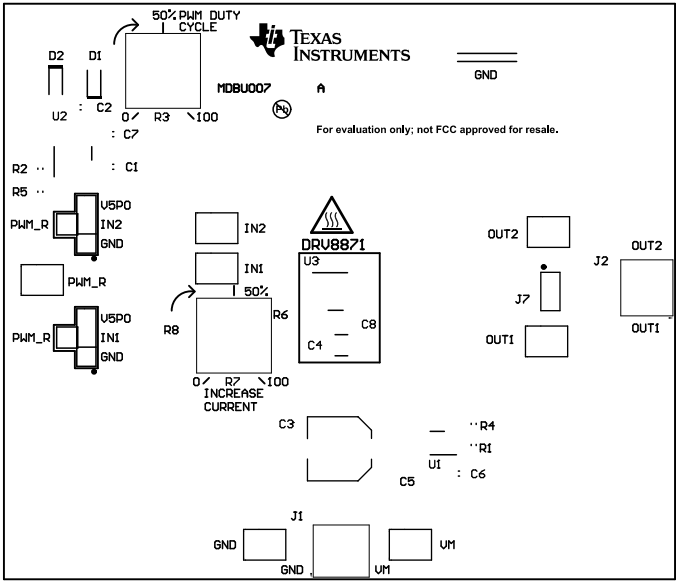 50% PWM DUTY
CYCLE
TEXAS
INSTRUMENTS
GND
D2
D1
MDBU007
A
Pb
C2
U2
0
R3
100
For evaluation only; not FCC approved for resale.
C7
R2
C1
R5
V5P0
PWM_R
IN2
GND
IN2
DRV8871
OUT2
OUT2
U3
J2
IN1
PWM_R
50%
J7
R6
V5P0
R8
C8
OUT1
PWM_R
IN1
C4
OUT1
GND
0
R7
100
INCREASE
CURRENT
C3
R4
R1
U1
C6
C5
J1
GND
VM
GND
VM